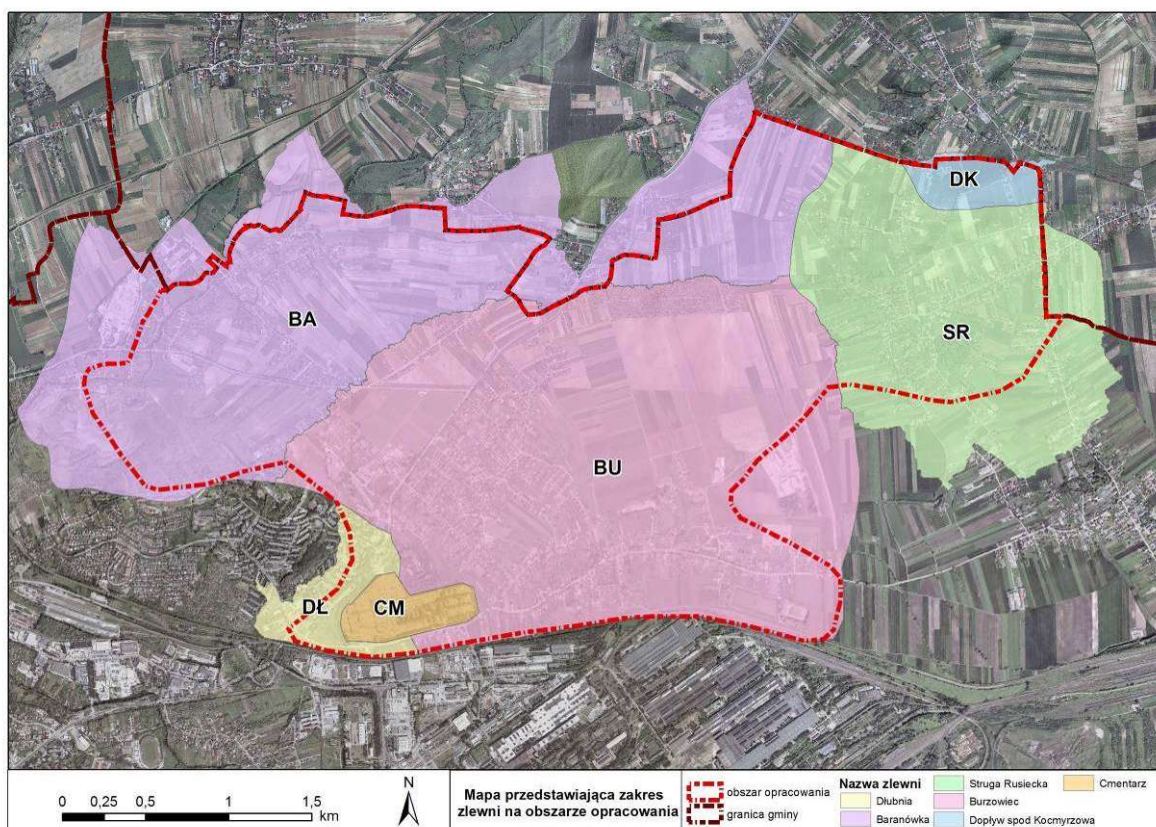 DK
BA
SR
BU
DŁ
CM
0 0,25 0,5 1 1,5
km
N
Mapa przedstawiająca zakres
zlewni na obszarze opracowania
obszar opracowania
granica gminy
Nazwa zlewni
Dłubnia
Baranówka
Struga Rusiecka
Burzowiec
Dopływ spod Kocmyrzowa
Cmentarz